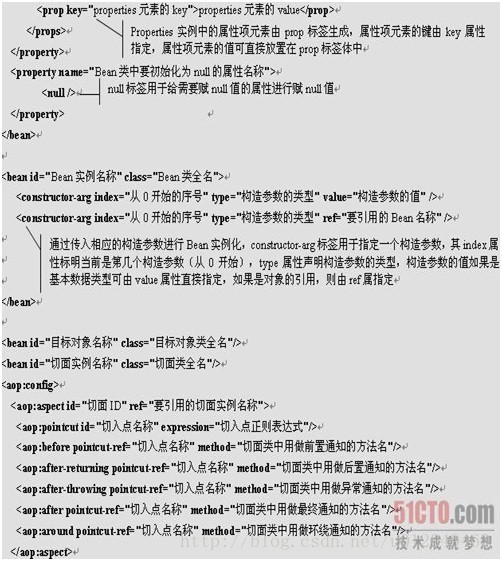 <prop key="properties 元素的 key">properties 元素的 value</prop>
</props>
Properties 实例中的属性项元素由 prop 标签生成，属性项元素的键由 key 属性
指定，属性项元素的值可直接放置在 prop 标签体中
</property>
<property name="Bean 类中要初始化为 null 的属性名称">
<null />
null 标签用于给需要赋 null 值的属性进行赋 null 值
</property>
</bean>
<bean id="Bean 实例名称" class="Bean 类全名">
<constructor-arg index="从 0 开始的序号" type="构造参数的类型" value="构造参数的值" />
<constructor-arg index="从 0 开始的序号" type="构造参数的类型" ref="要引用的 Bean 名称" />
通过传入相应的构造参数进行 Bean 实例化，constructor-arg 标签用于指定一个构造参数，其 index 属
性标明当前是第几个构造参数（从 0 开始），type 属性声明构造参数的类型，构造参数的值如果是
基本数据类型可由 value 属性直接指定，如果是对象的引用，则由 ref 属指定
</bean>
<bean id="目标对象名称" class="目标对象类全名"/>
<bean id="切面实例名称" class="切面类全名"/>
<aop:config>
<aop:aspect id="切面 ID" ref="要引用的切面实例名称">
<aop:pointcut id="切入点名称" expression="切入点正则表达式"/>
<aop:before pointcut-ref="切入点名称" method="切面类中用做前置通知的方法名"/>
<aop:after-returning pointcut-ref="切入点名称" method="切面类中用做后置通知的方法名"/>
<aop:after-throwing pointcut-ref="切入点名称" method="切面类中用做异常通知的方法名"/>
<aop:after pointcut-ref="切入点名称" method="切面类中用做最终通知的方法名"/>
<aop:around pointcut-ref="切入点名称" method="切面类中用做环绕通知的方法名"/>
</aop:aspect>
51CTO.com
技术成就梦想
http://blog.csdn.net/